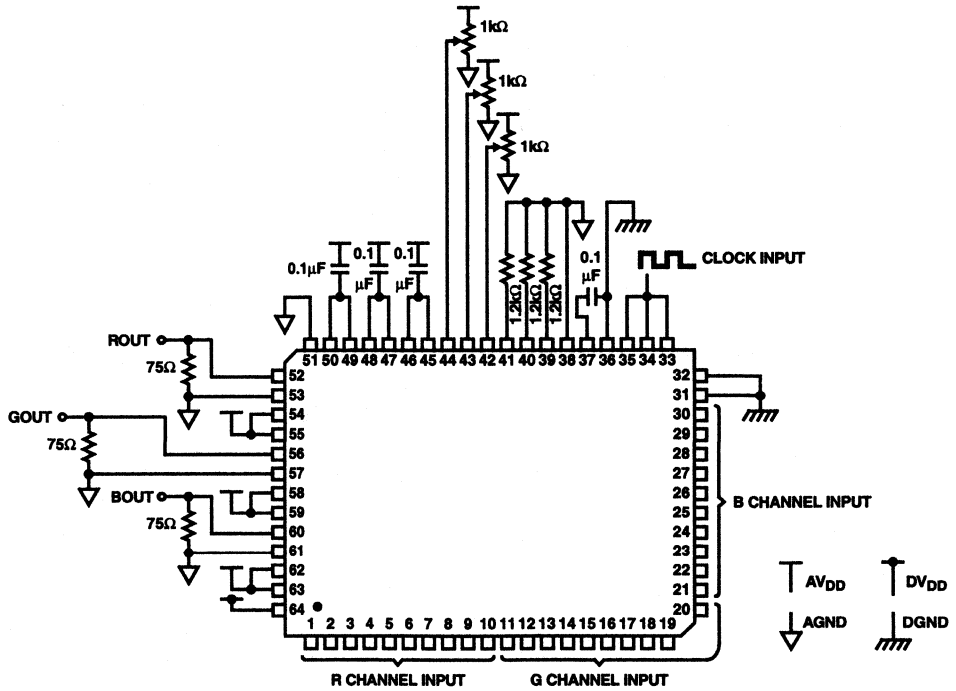 1kΩ
1kΩ
1kΩ
0.1μF
0.1
μF
0.1
μF
1.2kΩ
1.2kΩ
1.2kΩ
0.1
μF
CLOCK INPUT
51 50 49 48 47 46 45 44 43 42 41 40 39 38 37 36 35 34 33
ROUT
75Ω
GOUT
75Ω
BOUT
75Ω
52
53
54
55
56
57
58
59
60
61
62
63
64
32
31
30
29
28
27
26
25
24
23
22
21
20
B CHANNEL INPUT
1 2 3 4 5 6 7 8 9 10 11 12 13 14 15 16 17 18 19
R CHANNEL INPUT
G CHANNEL INPUT
AVDD
DVDD
AGND
DGND